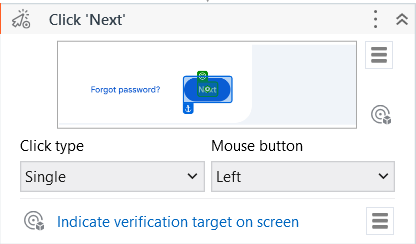 Click 'Next'
Forgot password?
Next
Click type
Mouse button
Single
Left
Indicate verification target on screen